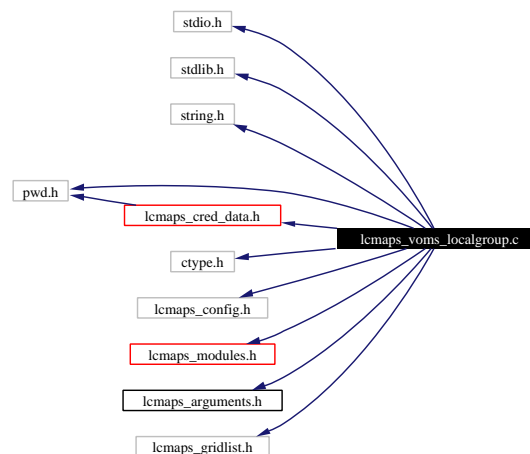 stdio.h
stdlib.h
string.h
pwd.h
lcmaps_cred_data.h
lcmaps_voms_localgroup.c
ctype.h
lcmaps_config.h
lcmaps_modules.h
lcmaps_arguments.h
lcmaps_gridlist.h